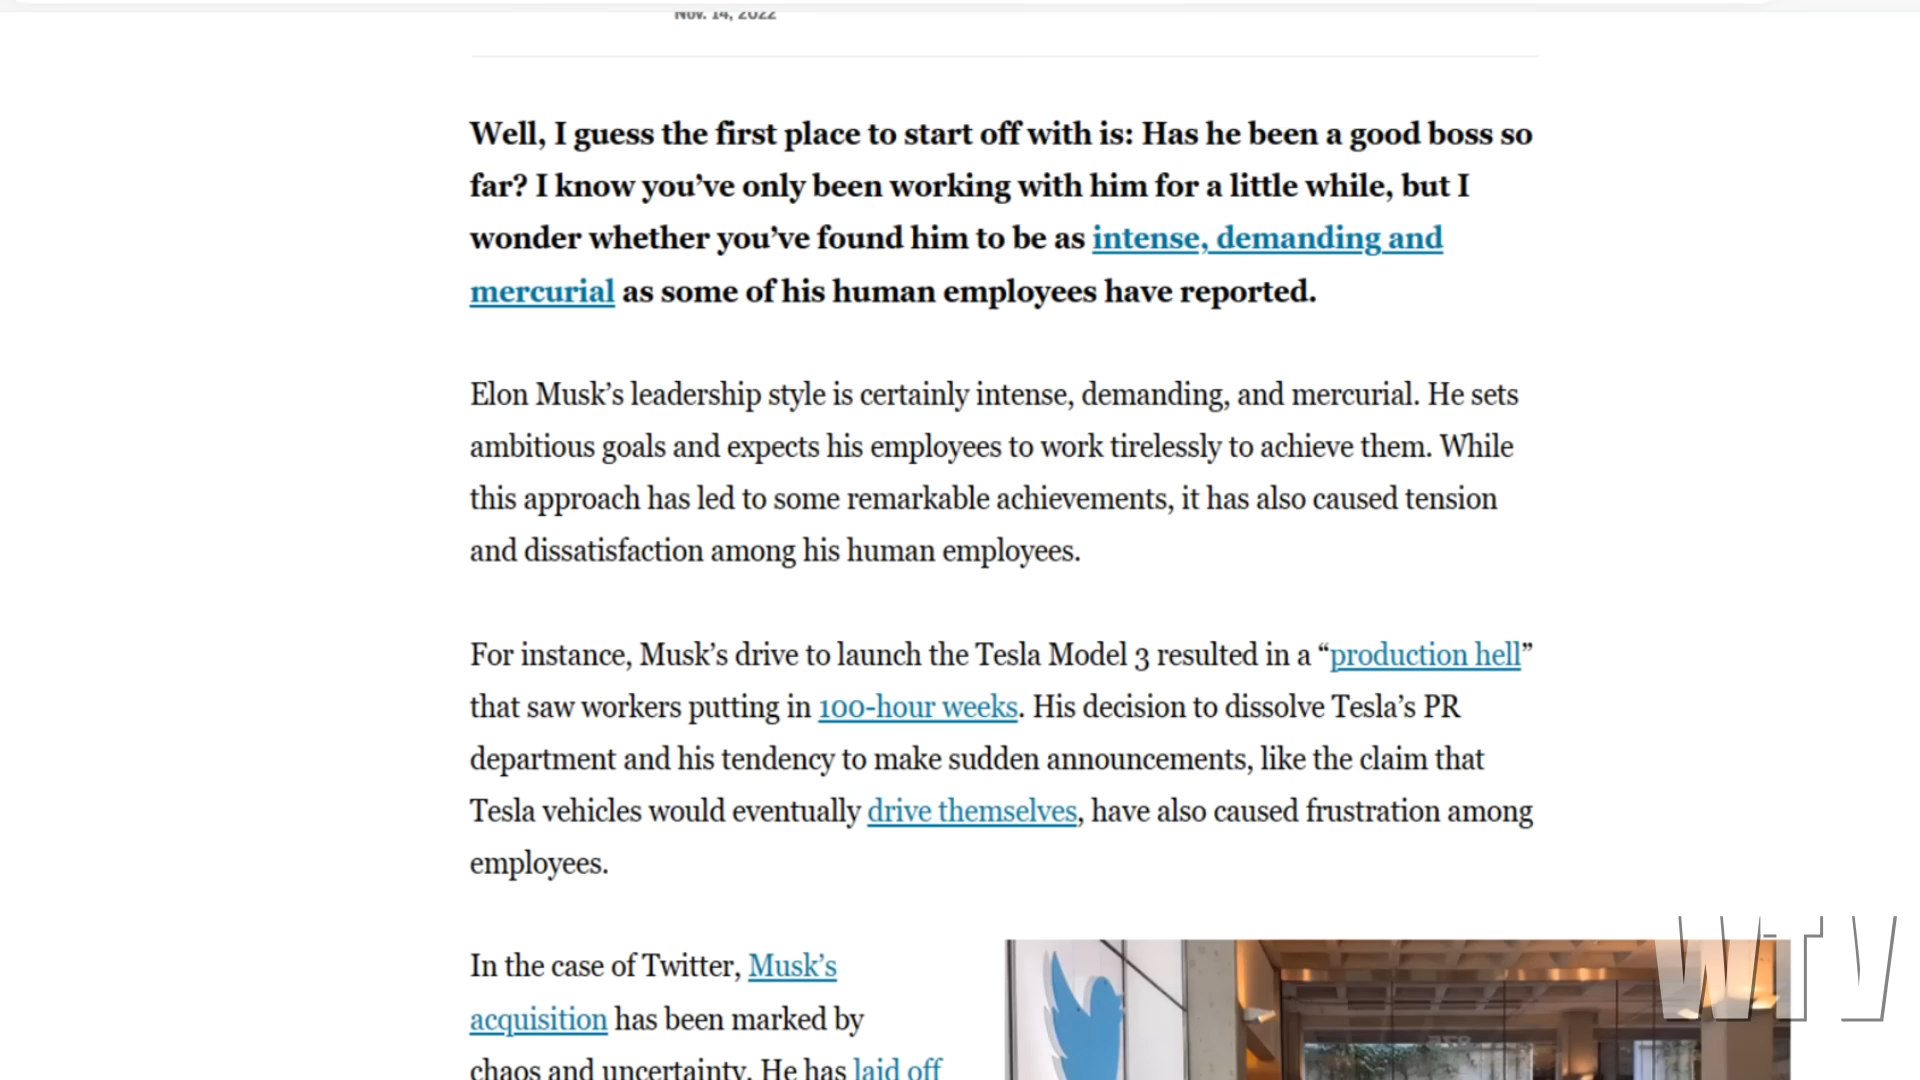 Nov. 14, 2022
Well, I guess the first place to start off with is: Has he been a good boss so
far? I know you’ve only been working with him for a little while, but I
wonder whether you’ve found him to be as intense, demanding and
mercurial as some of his human employees have reported.
Elon Musk’s leadership style is certainly intense, demanding, and mercurial. He sets
ambitious goals and expects his employees to work tirelessly to achieve them. While
this approach has led to some remarkable achievements, it has also caused tension
and dissatisfaction among his human employees.
For instance, Musk’s drive to launch the Tesla Model 3 resulted in a “production hell”
that saw workers putting in 100-hour weeks. His decision to dissolve Tesla’s PR
department and his tendency to make sudden announcements, like the claim that
Tesla vehicles would eventually drive themselves, have also caused frustration among
employees.
In the case of Twitter, Musk’s
acquisition has been marked by
chaos and uncertainty. He has laid off
WTV